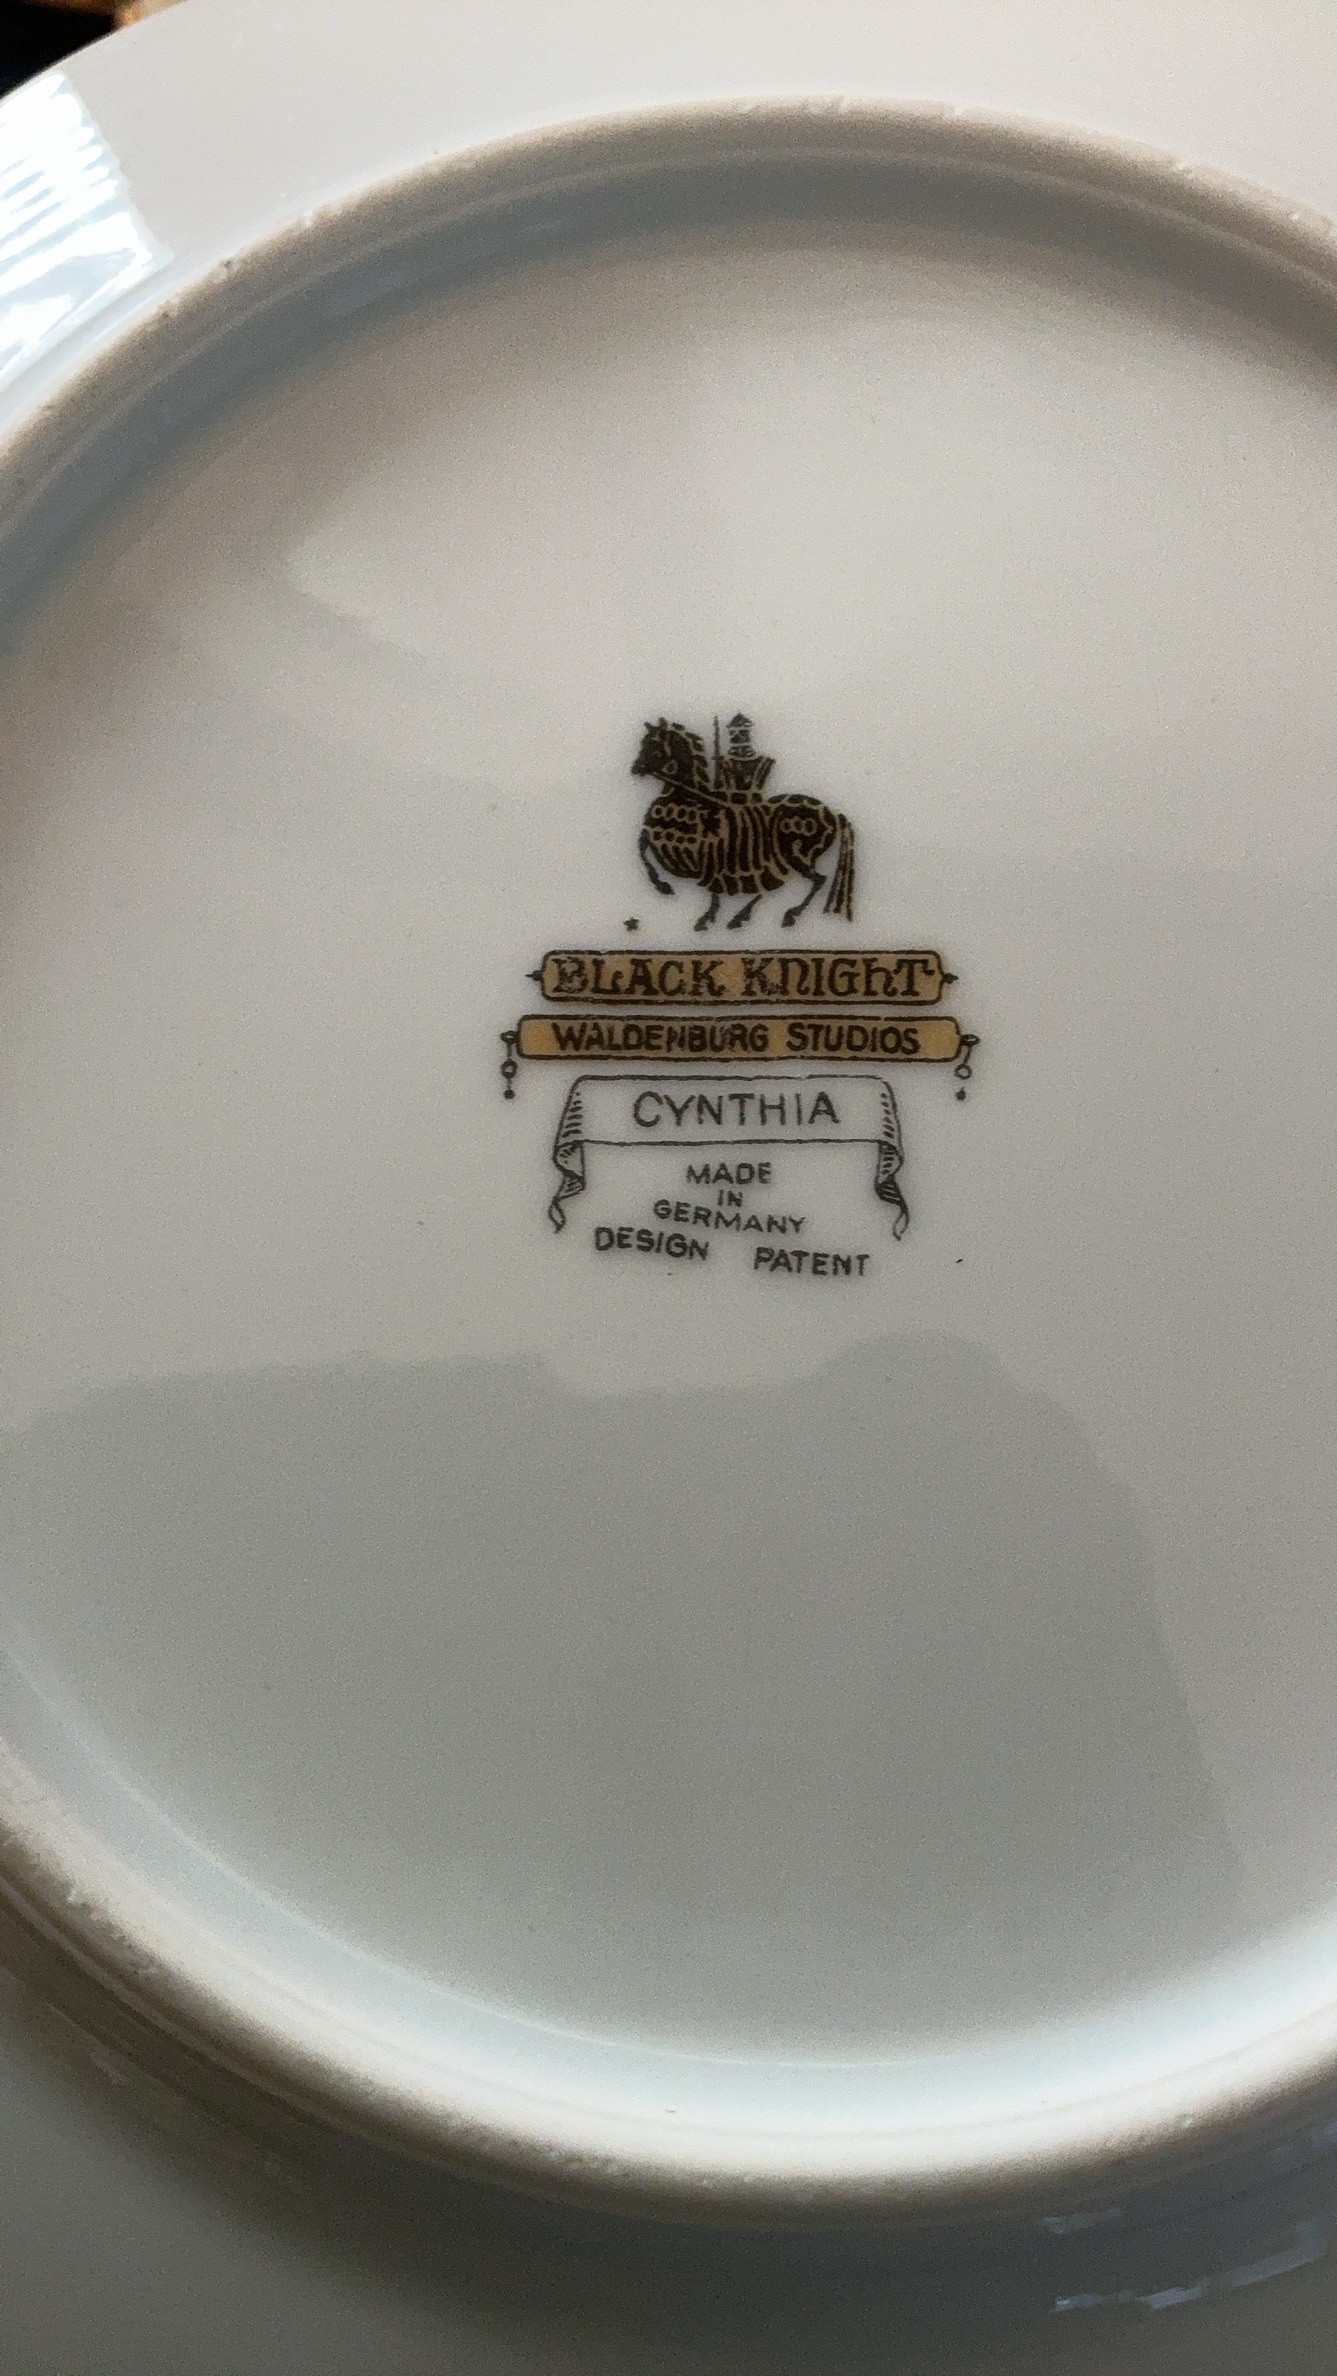 BLACK KNIGHT
WALDENBURG STUDIOS
CYNTHIA
MADE
IN
GERMANY
DESIGN PATENT